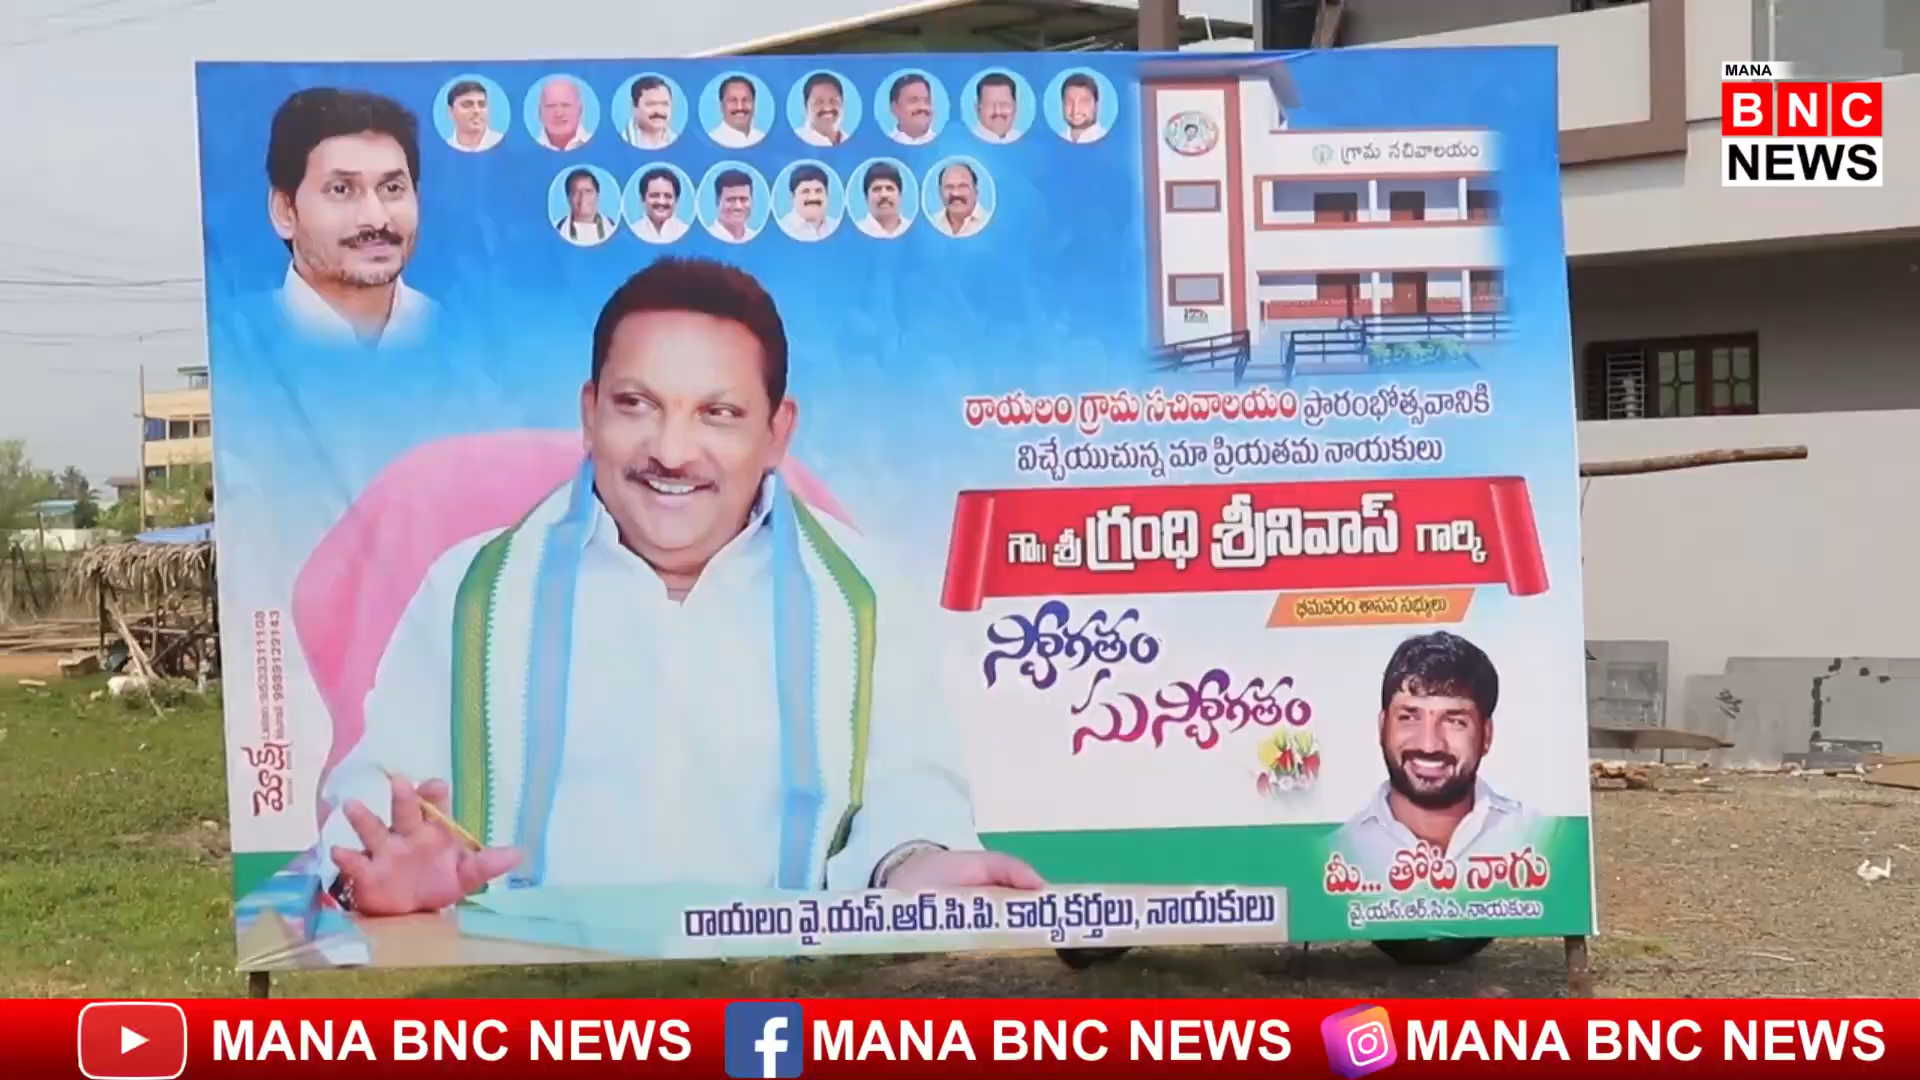 MANA
BNC
NEWS
గ్రామ సచివాలయం
రాయలం గ్రామ సచివాలయం ప్రారంభోత్సవానికి
విచ్చేయుచున్న మా ప్రియతమ నాయకులు
గౌ|| శ్రీ గ్రంధి శ్రీనివాస్ గార్కి
భీమవరం శాసన సభ్యులు
స్వాగతం
సుస్వాగతం
మీ... తోట నాగు
వై.యస్.ఆర్.సి.పి. నాయకులు
రాయలం వై.యస్.ఆర్.సి.పి. కార్యకర్తలు, నాయకులు
MANA BNC NEWS
MANA BNC NEWS
MANA BNC NEWS